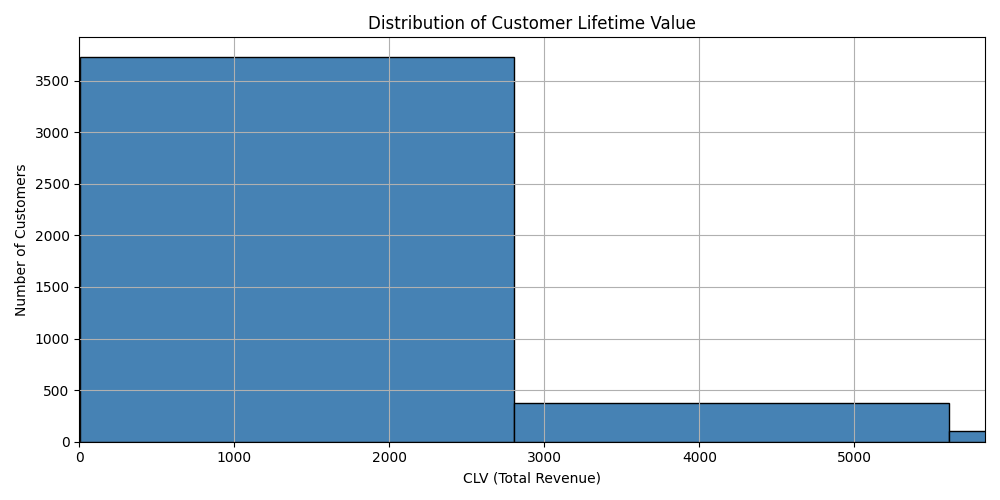 Distribution of Customer Lifetime Value
Number of Customers
3500
3000
2500
2000
1500
1000
500
0
0 1000 2000 3000 4000 5000
CLV (Total Revenue)